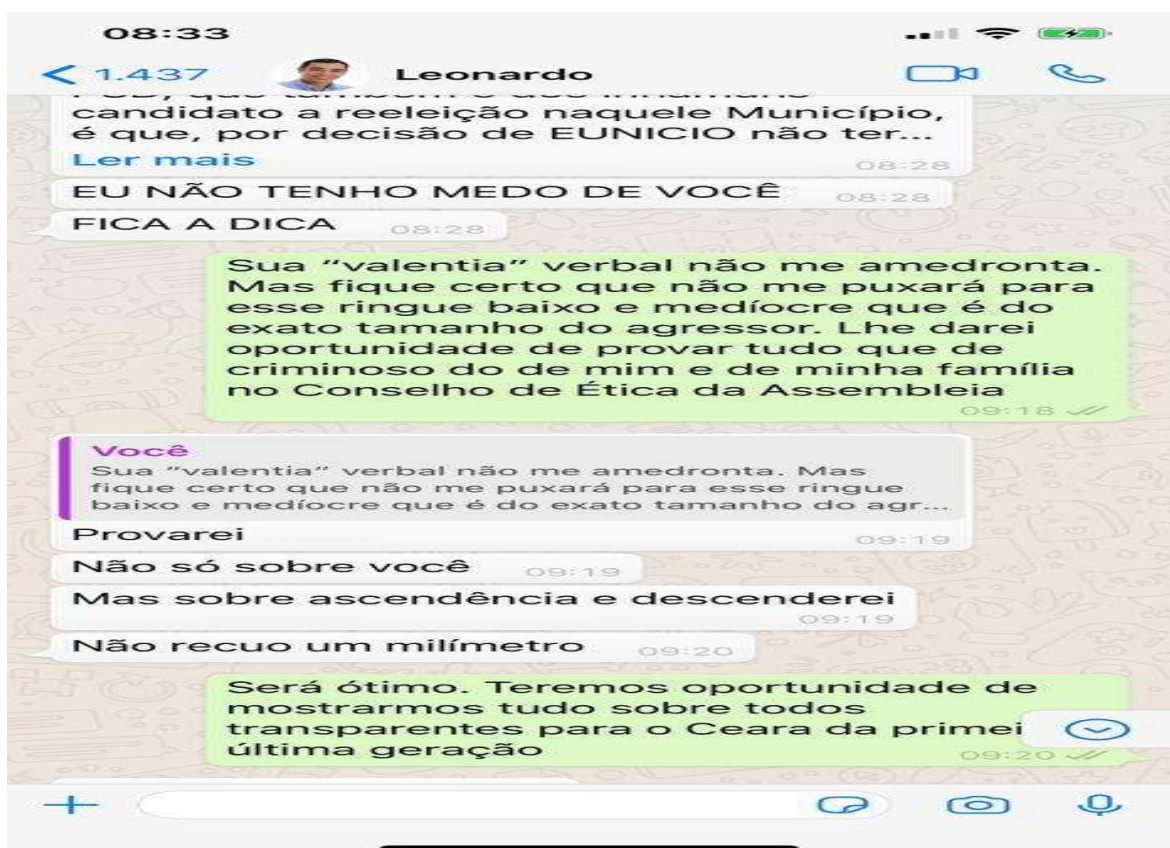 08:33
1.437 Leonardo
candidato a reeleição naquele Município,
é que, por decisão de EUNICIO não ter...
Ler mais 08:28
EU NÃO TENHO MEDO DE VOCÊ 08:28
FICA A DICA 08:28
Sua “valentia” verbal não me amedronta.
Mas fique certo que não me puxará para
esse ringue baixo e medíocre que é do
exato tamanho do agressor. Lhe darei
oportunidade de provar tudo que de
criminoso do de mim e de minha família
no Conselho de Ética da Assembleia
09:18
Você
Sua “valentia” verbal não me amedronta. Mas
fique certo que não me puxará para esse ringue
baixo e medíocre que é do exato tamanho do agr...
Provarei 09:19
Não só sobre você 09:19
Mas sobre ascendência e descenderei
09:19
Não recuo um milímetro 09:20
Será ótimo. Teremos oportunidade de
mostrarmos tudo sobre todos
transparentes para o Ceara da primei
última geração 09:20